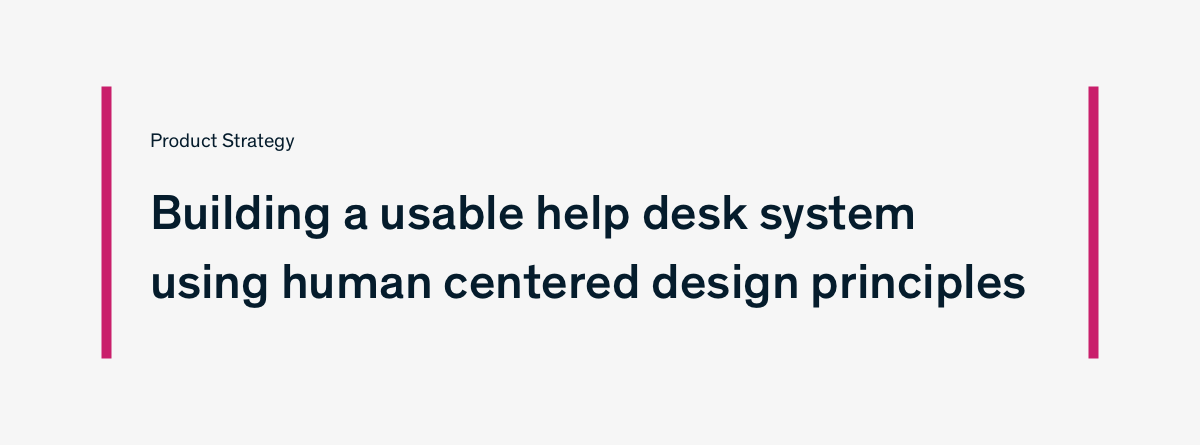 Product Strategy
Building a usable help desk system
using human centered design principles